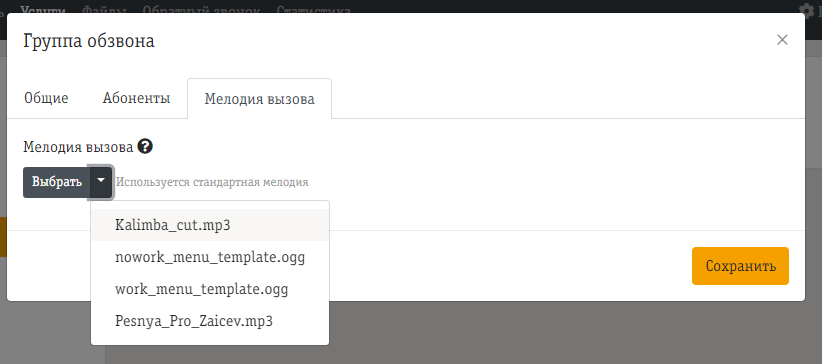 Услуги Файлы Обратный звонок Статистика
Группа обзвона ×
Общие Абоненты Мелодия вызова
Мелодия вызова ?
Выбрать Используется стандартная мелодия
Kalimba_cut.mp3
nowork_menu_template.ogg
work_menu_template.ogg
Pesnya_Pro_Zaicev.mp3
Сохранить